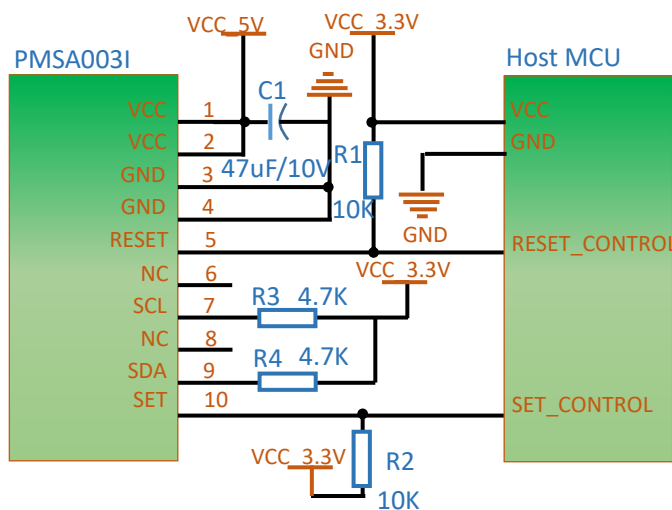 VCC_5V
VCC_3.3V
PMSA003I
GND
Host MCU
C1
VCC 1
VCC
VCC 2
R1
GND
47uF/10V
GND 3
10K
GND 4
GND
RESET 5
RESET_CONTROL
NC 6
VCC_3.3V
SCL 7
R3 4.7K
NC 8
R4 4.7K
SDA 9
SET 10
SET_CONTROL
VCC_3.3V
R2
10K